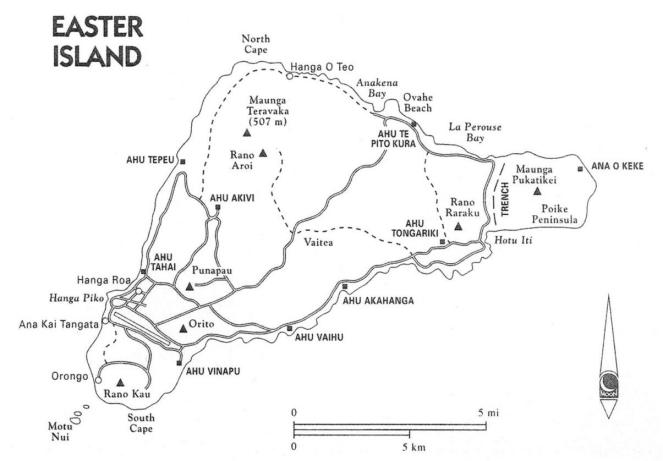 EASTER
ISLAND
North
Cape
Hanga O Teo
Anakena
Bay
Ovahe
Beach
Maunga
Teravaka
(507 m)
La Perouse
Bay
AHU TE
PITO KURA
AHU TEPEU
Rano
Aroi
ANA O KEKE
Maunga
Pukatikei
TRENCH
Poike
Peninsula
AHU AKIVI
Rano
Raraku
AHU
TONGARIKI
Vaitea
Hotu Iti
AHU
TAHAI
Punapau
Hanga Roa
Hanga Piko
AHU AKAHANGA
Ana Kai Tangata
Orito
AHU VAIHU
AHU VINAPU
Orongo
Rano Kau
MOON
South
Cape
Motu
Nui
0
5 mi
0
5 km